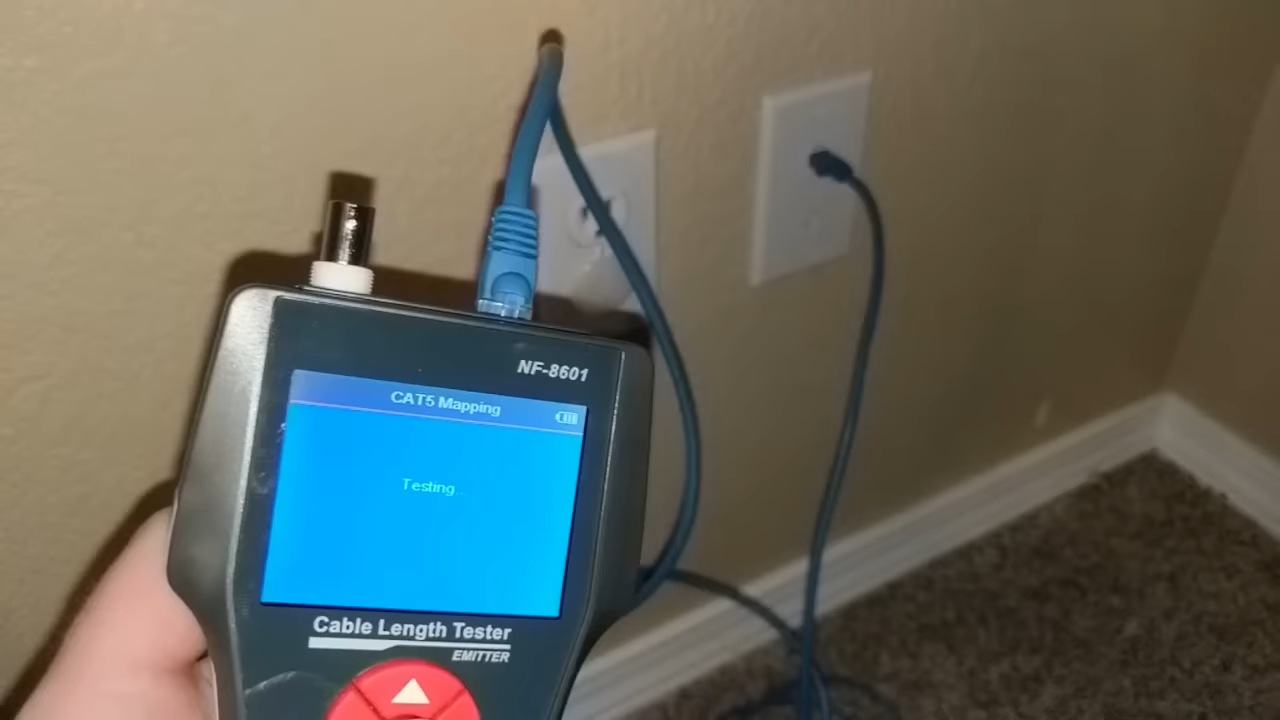 NF-8601
CAT5 Mapping
Testing..
Cable Length Tester
EMITTER